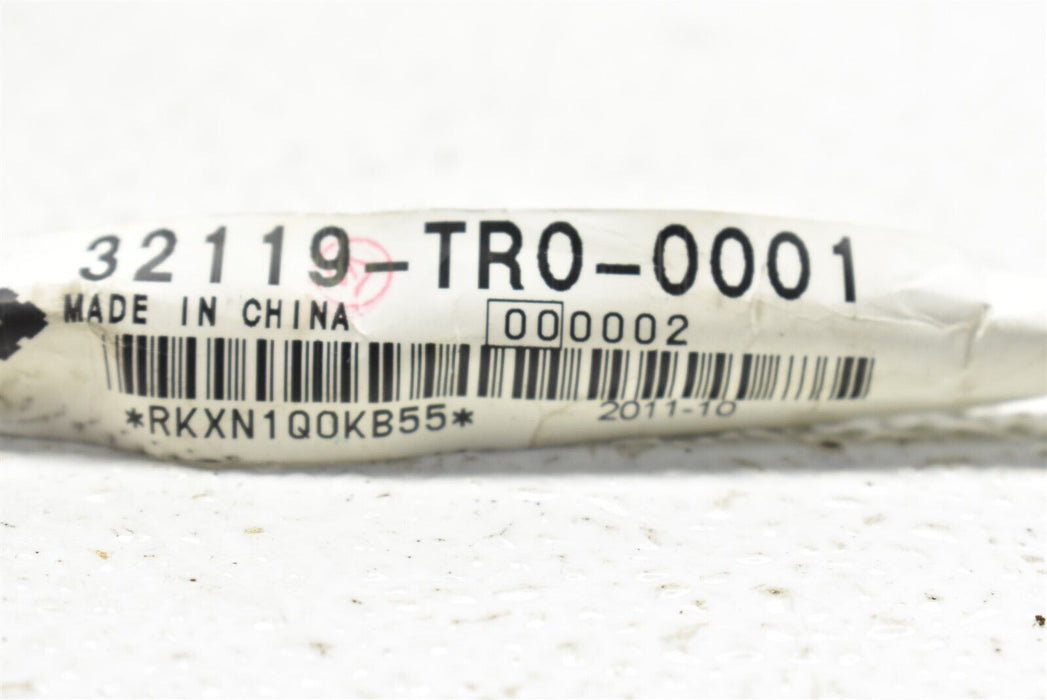 32119-TR0-0001
MADE IN CHINA
000002
*RKXN1Q0KB55*
2011-10